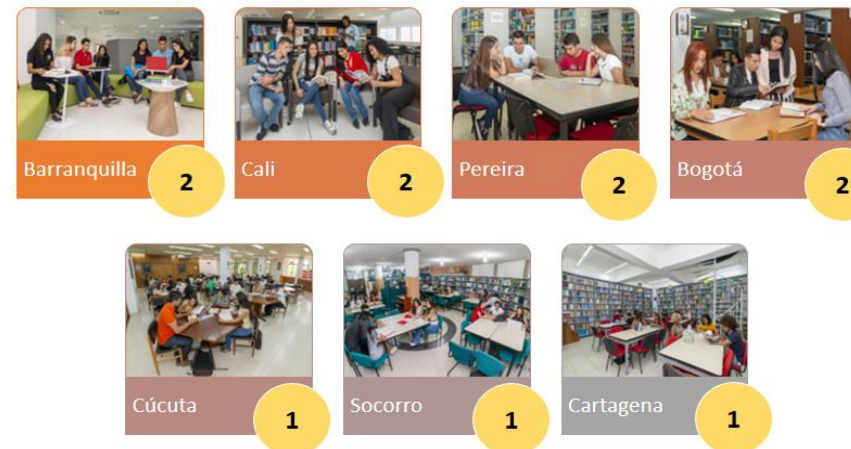 Barranquilla
2
Cali
2
Pereira
2
Bogotá
2
Cúcuta
1
Socorro
1
Cartagena
1